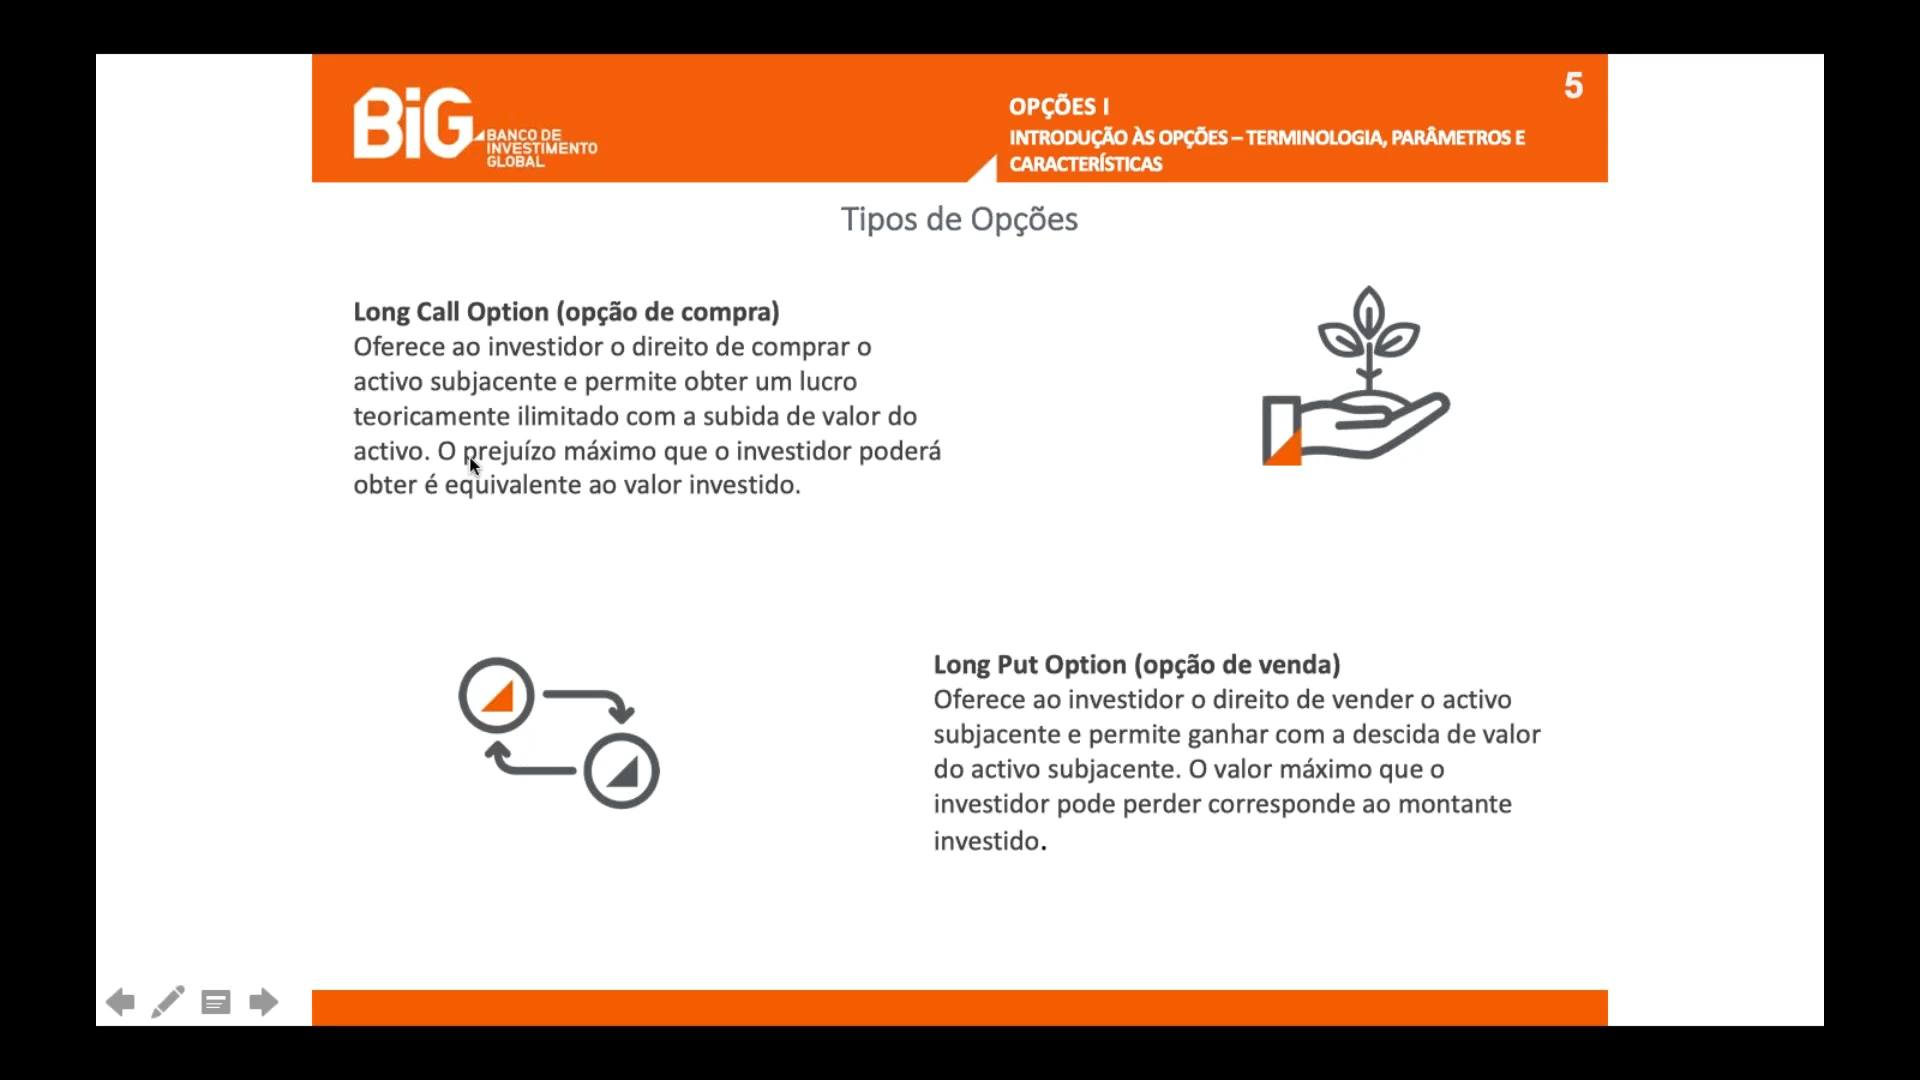 BiG
BANCO DE
INVESTIMENTO
GLOBAL
5
OPÇÕES I
INTRODUÇÃO ÀS OPÇÕES – TERMINOLOGIA, PARÂMETROS E
CARACTERÍSTICAS
Tipos de Opções
Long Call Option (opção de compra)
Oferece ao investidor o direito de comprar o
activo subjacente e permite obter um lucro
teoricamente ilimitado com a subida de valor do
activo. O prejuízo máximo que o investidor poderá
obter é equivalente ao valor investido.
Long Put Option (opção de venda)
Oferece ao investidor o direito de vender o activo
subjacente e permite ganhar com a descida de valor
do activo subjacente. O valor máximo que o
investidor pode perder corresponde ao montante
investido.